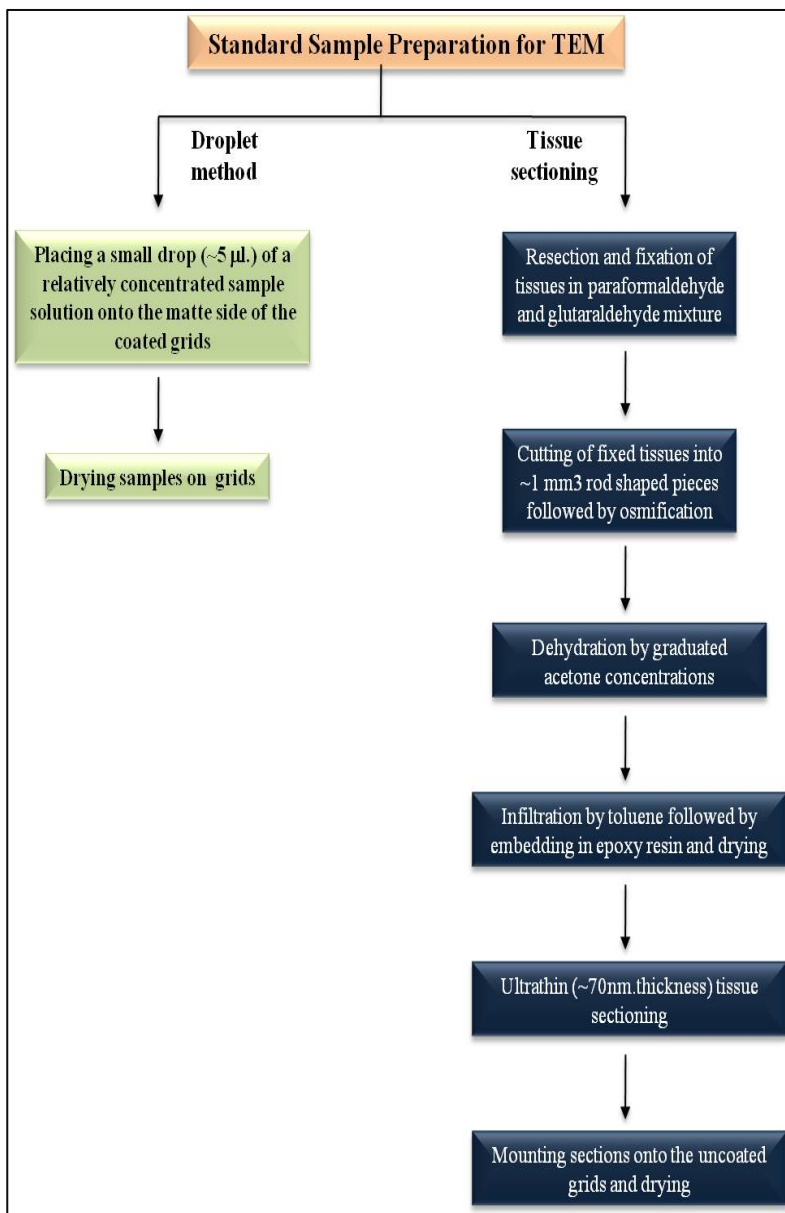 Standard Sample Preparation for TEM
Droplet
method
Placing a small drop (~5 µl.) of a
relatively concentrated sample
solution onto the matte side of the
coated grids
Drying samples on grids
Tissue
sectioning
Resection and fixation of
tissues in paraformaldehyde
and glutaraldehyde mixture
Cutting of fixed tissues into
~1 mm3 rod shaped pieces
followed by osmification
Dehydration by graduated
acetone concentrations
Infiltration by toluene followed by
embedding in epoxy resin and drying
Ultrathin (~70nm.thickness) tissue
sectioning
Mounting sections onto the uncoated
grids and drying